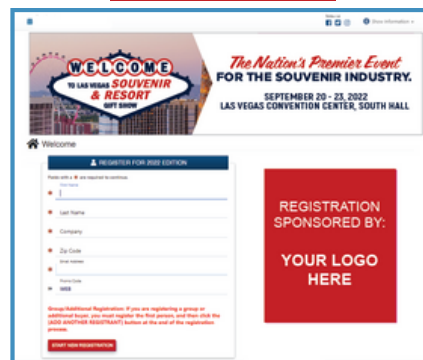 Show Information
WELCOME
TO LAS VEGAS SOUVENIR
& RESORT
GIFT SHOW
The Nation's Premier Event
FOR THE SOUVENIR INDUSTRY.
SEPTEMBER 20 - 23, 2022
LAS VEGAS CONVENTION CENTER, SOUTH HALL
Welcome
REGISTER FOR 2022 EDITION
Fields with a * are required to continue.
First Name
* Last Name
* Company
* Zip Code
Email Address
Promo Code
WEB
Group/Additional Registration: If you are registering a group or
additional buyer, you must register the first person, and then click the
(ADD ANOTHER REGISTRANT) button at the end of the registration
process.
START NEW REGISTRATION
REGISTRATION
SPONSORED BY:
YOUR LOGO
HERE